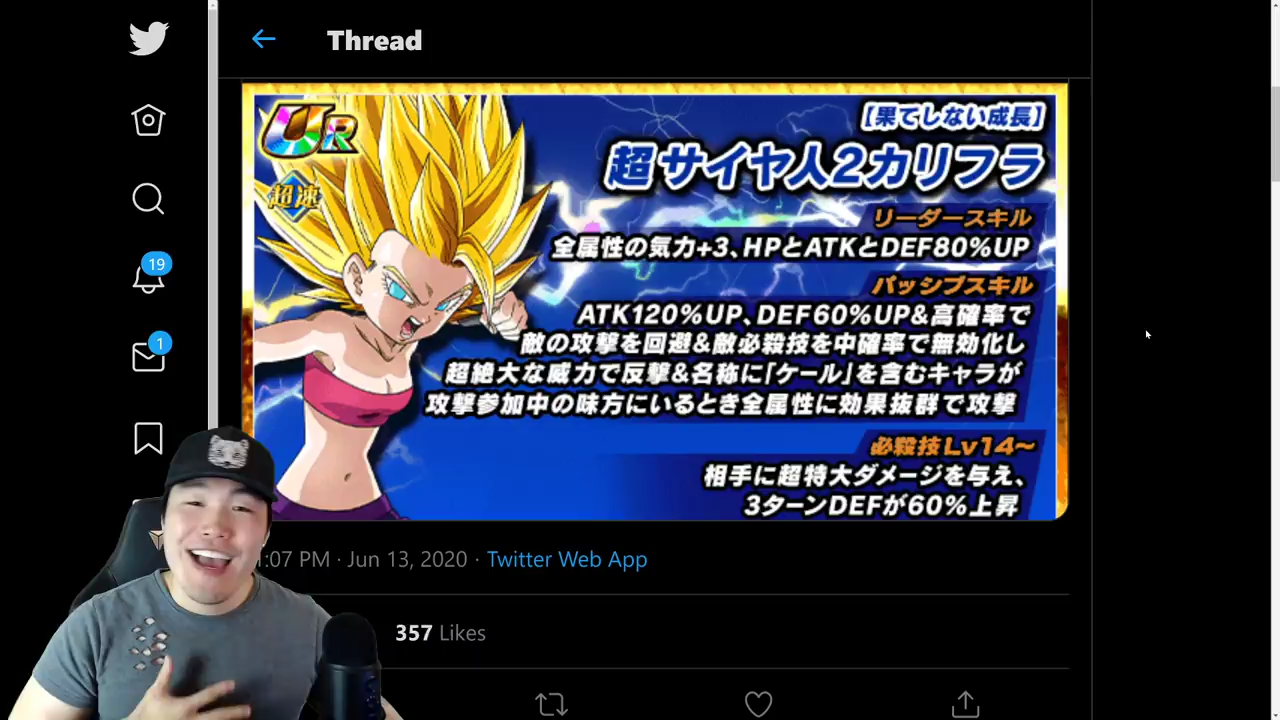 Thread
UR
【果てしない成長】
超サイヤ人2カリフラ
超速
リーダースキル
全属性の気力+3、HPとATKとDEF80%UP
パッシブスキル
ATK120%UP、DEF60%UP&高確率で
敵の攻撃を回避&敵必殺技を中確率で無効化し
超絶大な威力で反撃&名称に「ケール」を含むキャラが
攻撃参加中の味方にいるとき全属性に効果抜群で攻撃
必殺技Lv14~
相手に超特大ダメージを与え、
3ターンDEFが60%上昇
19
1
:07 PM · Jun 13, 2020 · Twitter Web App
357 Likes